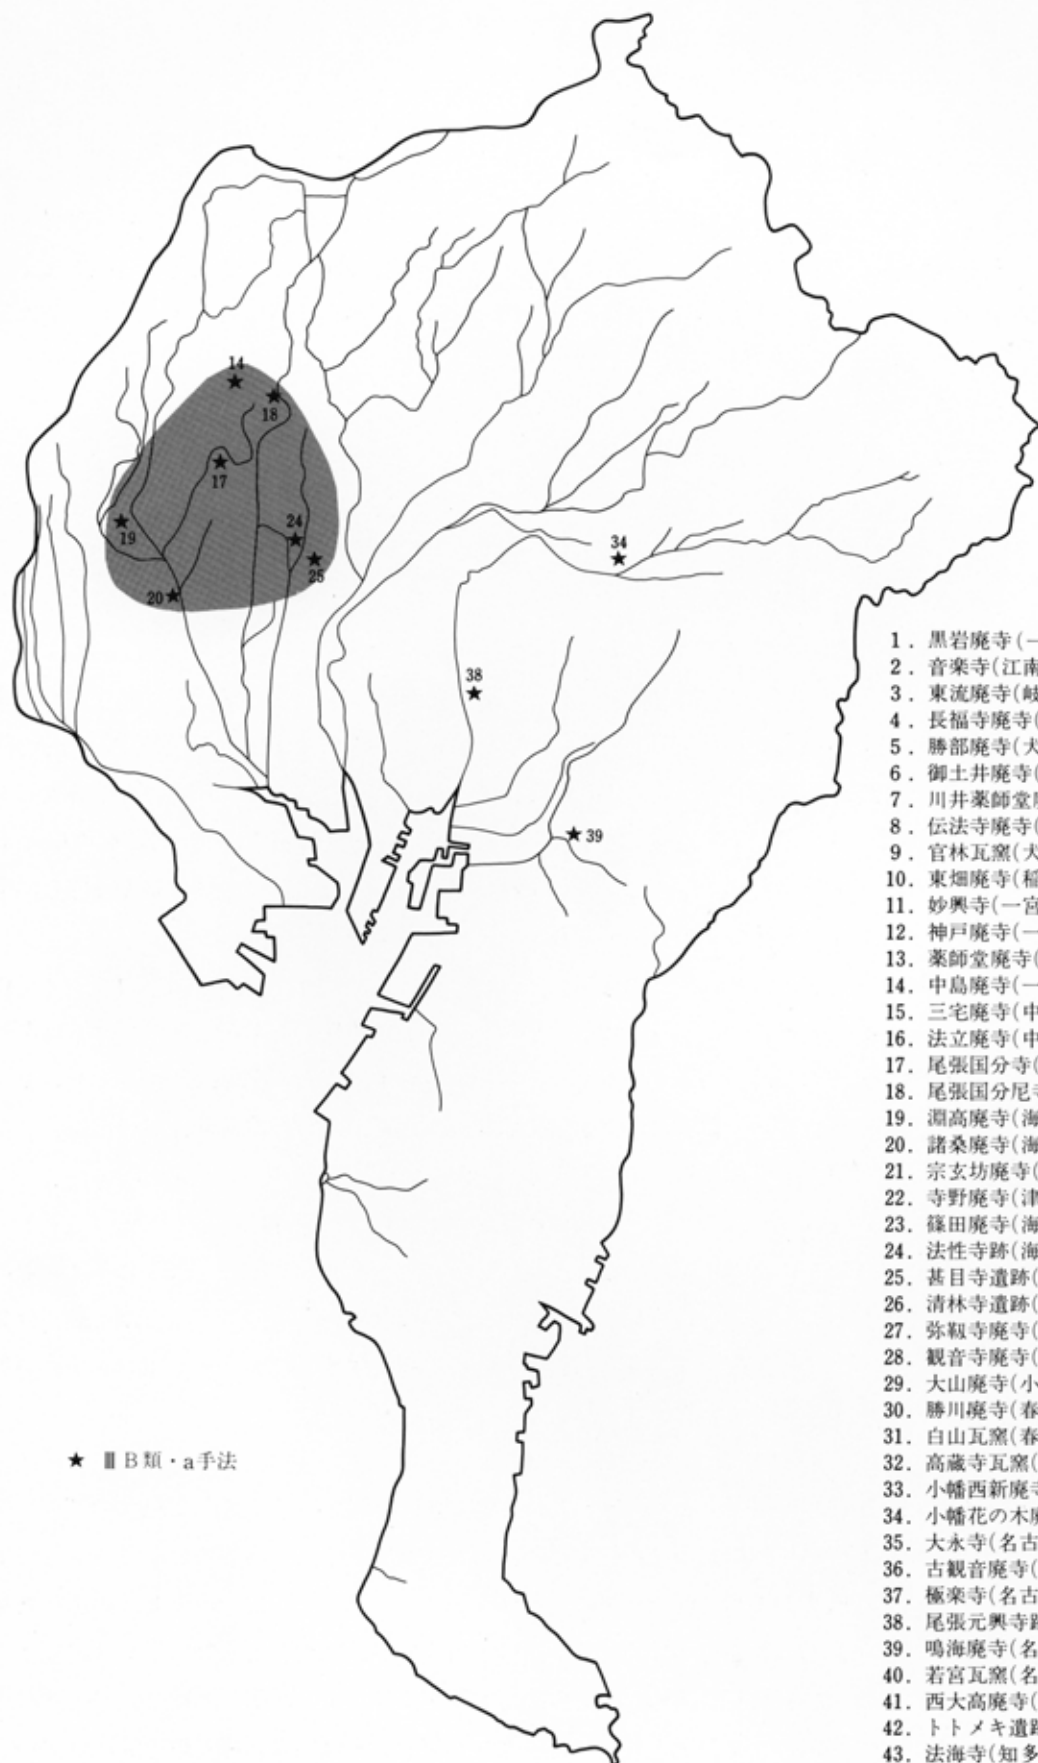 14
18
17
19
24
25
20
34
38
39
★ ⅢB類・a手法
1. 黒岩廃寺(一
2. 音楽寺(江南
3. 東流廃寺(岐
4. 長福寺廃寺(
5. 勝部廃寺(犬
6. 御土井廃寺(
7. 川井薬師堂
8. 伝法寺廃寺(
9. 官林瓦窯(犬
10. 東畑廃寺(稲
11. 妙興寺(一宮
12. 神戸廃寺(一
13. 薬師堂廃寺(
14. 中島廃寺(一
15. 三宅廃寺(中
16. 法立廃寺(中
17. 尾張国分寺(
18. 尾張国分尼寺
19. 淵高廃寺(海
20. 諸桑廃寺(海
21. 宗玄坊廃寺(
22. 寺野廃寺(津
23. 篠田廃寺(海
24. 法性寺跡(海
25. 甚目寺遺跡(
26. 清林寺遺跡(
27. 弥勒寺廃寺(
28. 観音寺廃寺(
29. 大山廃寺(小
30. 勝川廃寺(春
31. 白山瓦窯(春
32. 高蔵寺瓦窯(
33. 小幡西新廃寺
34. 小幡花の木廃
35. 大永寺(名古
36. 古観音廃寺(
37. 極楽寺(名古
38. 尾張元興寺跡
39. 鳴海廃寺(名
40. 若宮瓦窯(名
41. 西大高廃寺(
42. トトメキ遺跡
43. 法海寺(知多